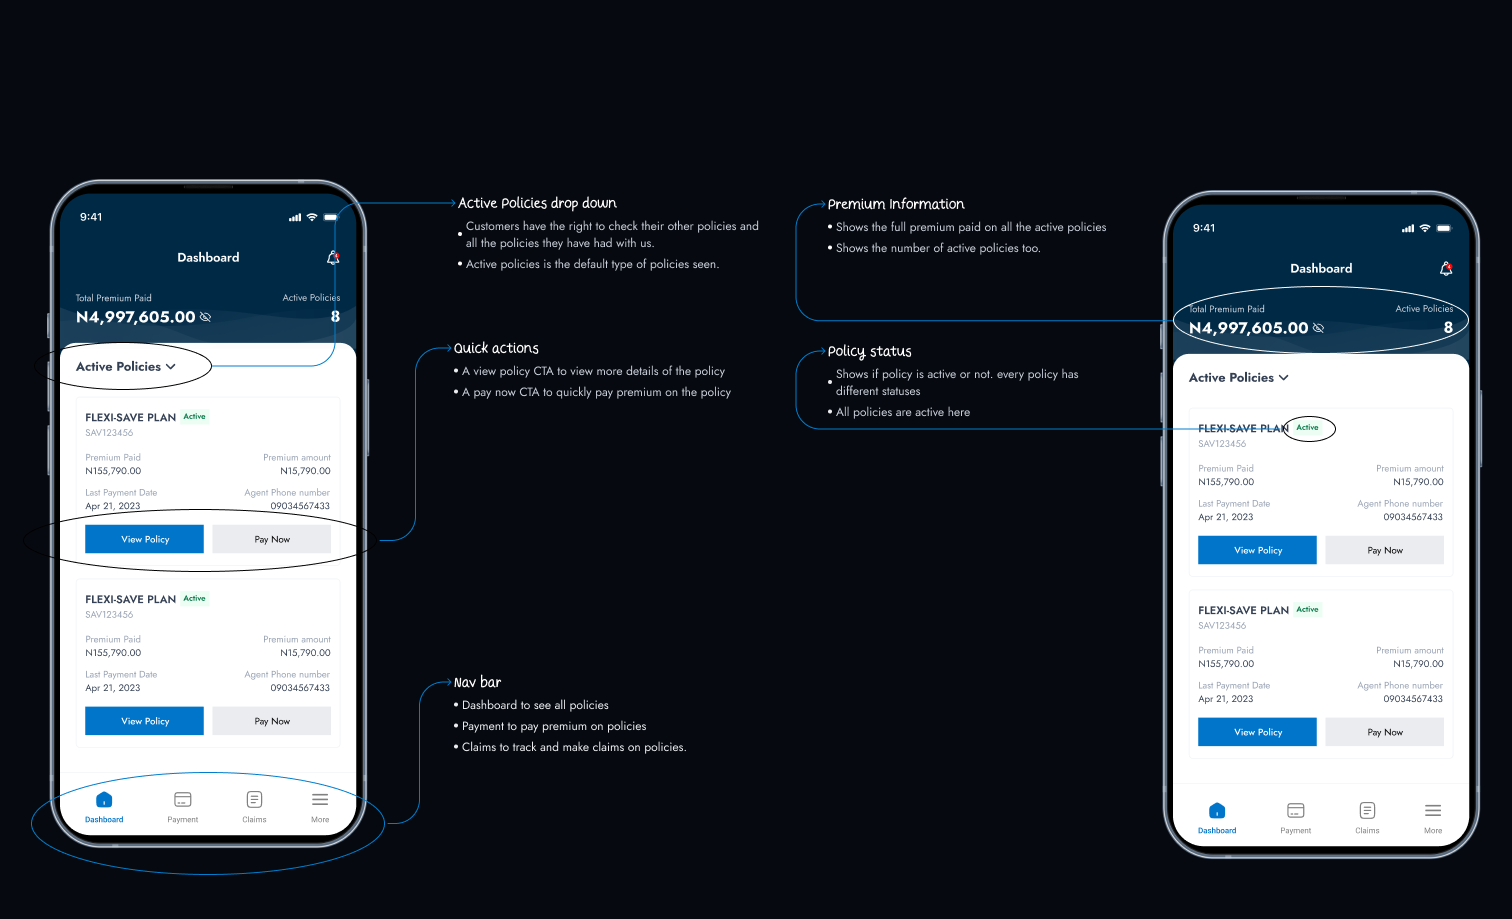 9:41
Dashboard
Total Premium Paid
Active Policies
N4,997,605.00
8
Active Policies
FLEXI-SAVE PLAN Active
SAV123456
Premium Paid
Premium amount
N155,790.00
N15,790.00
Last Payment Date
Agent Phone number
Apr 21, 2023
09034567433
View Policy
Pay Now
FLEXI-SAVE PLAN Active
SAV123456
Premium Paid
Premium amount
N155,790.00
N15,790.00
Last Payment Date
Agent Phone number
Apr 21, 2023
09034567433
View Policy
Pay Now
Dashboard
Payment
Claims
More
Active Policies drop down
• Customers have the right to check their other policies and
all the policies they have had with us.
• Active policies is the default type of policies seen.
Quick actions
• A view policy CTA to view more details of the policy
• A pay now CTA to quickly pay premium on the policy
Nav bar
• Dashboard to see all policies
• Payment to pay premium on policies
• Claims to track and make claims on policies.
Premium Information
• Shows the full premium paid on all the active policies
• Shows the number of active policies too.
Policy status
• Shows if policy is active or not. every policy has
different statuses
• All policies are active here
9:41
Dashboard
Total Premium Paid
Active Policies
N4,997,605.00
8
Active Policies
FLEXI-SAVE PLAN Active
SAV123456
Premium Paid
Premium amount
N155,790.00
N15,790.00
Last Payment Date
Agent Phone number
Apr 21, 2023
09034567433
View Policy
Pay Now
FLEXI-SAVE PLAN Active
SAV123456
Premium Paid
Premium amount
N155,790.00
N15,790.00
Last Payment Date
Agent Phone number
Apr 21, 2023
09034567433
View Policy
Pay Now
Dashboard
Payment
Claims
More